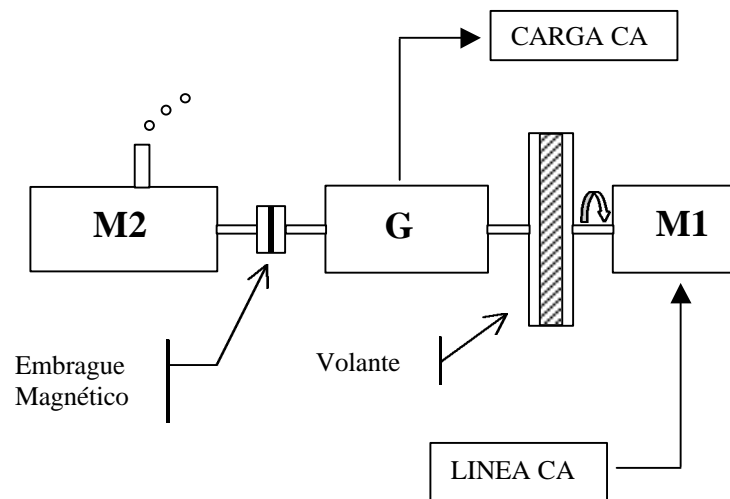 CARGA CA
M2
G
M1
Embrague
Magnético
Volante
LINEA CA